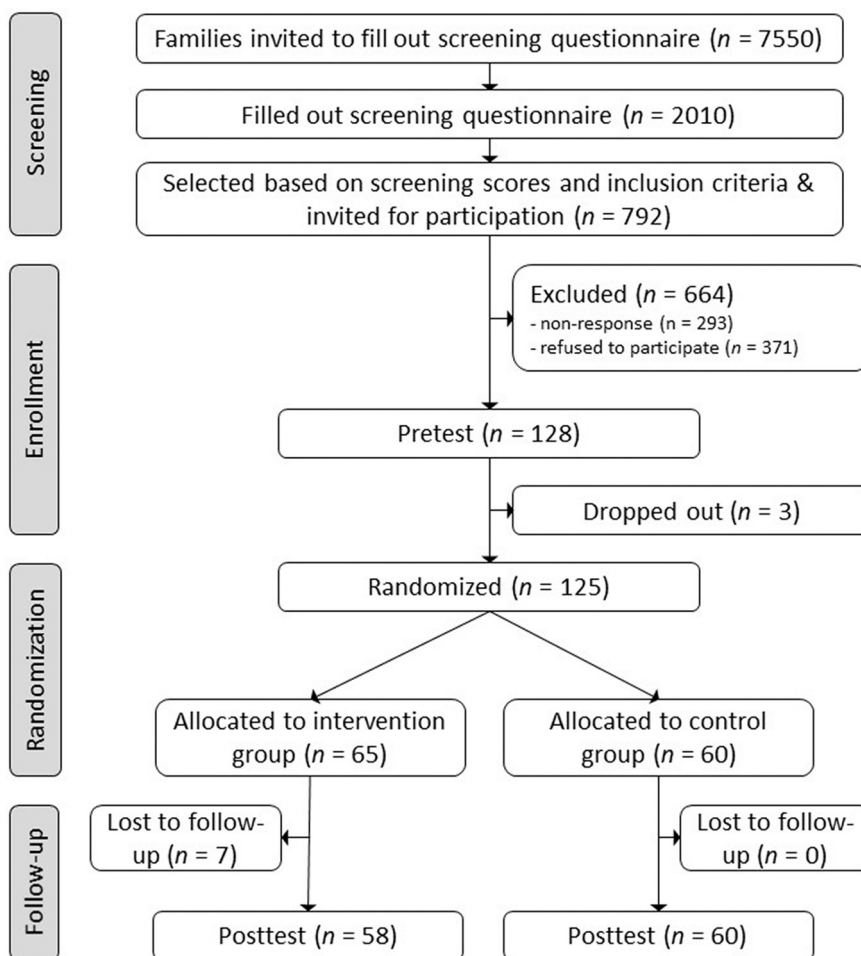 Screening
Families invited to fill out screening questionnaire (n = 7550)
Filled out screening questionnaire (n = 2010)
Selected based on screening scores and inclusion criteria &
invited for participation (n = 792)
Enrollment
Excluded (n = 664)
- non-response (n = 293)
- refused to participate (n = 371)
Pretest (n = 128)
Dropped out (n = 3)
Randomization
Randomized (n = 125)
Allocated to intervention
group (n = 65)
Allocated to control
group (n = 60)
Follow-up
Lost to follow-
up (n = 7)
Lost to follow-
up (n = 0)
Posttest (n = 58)
Posttest (n = 60)